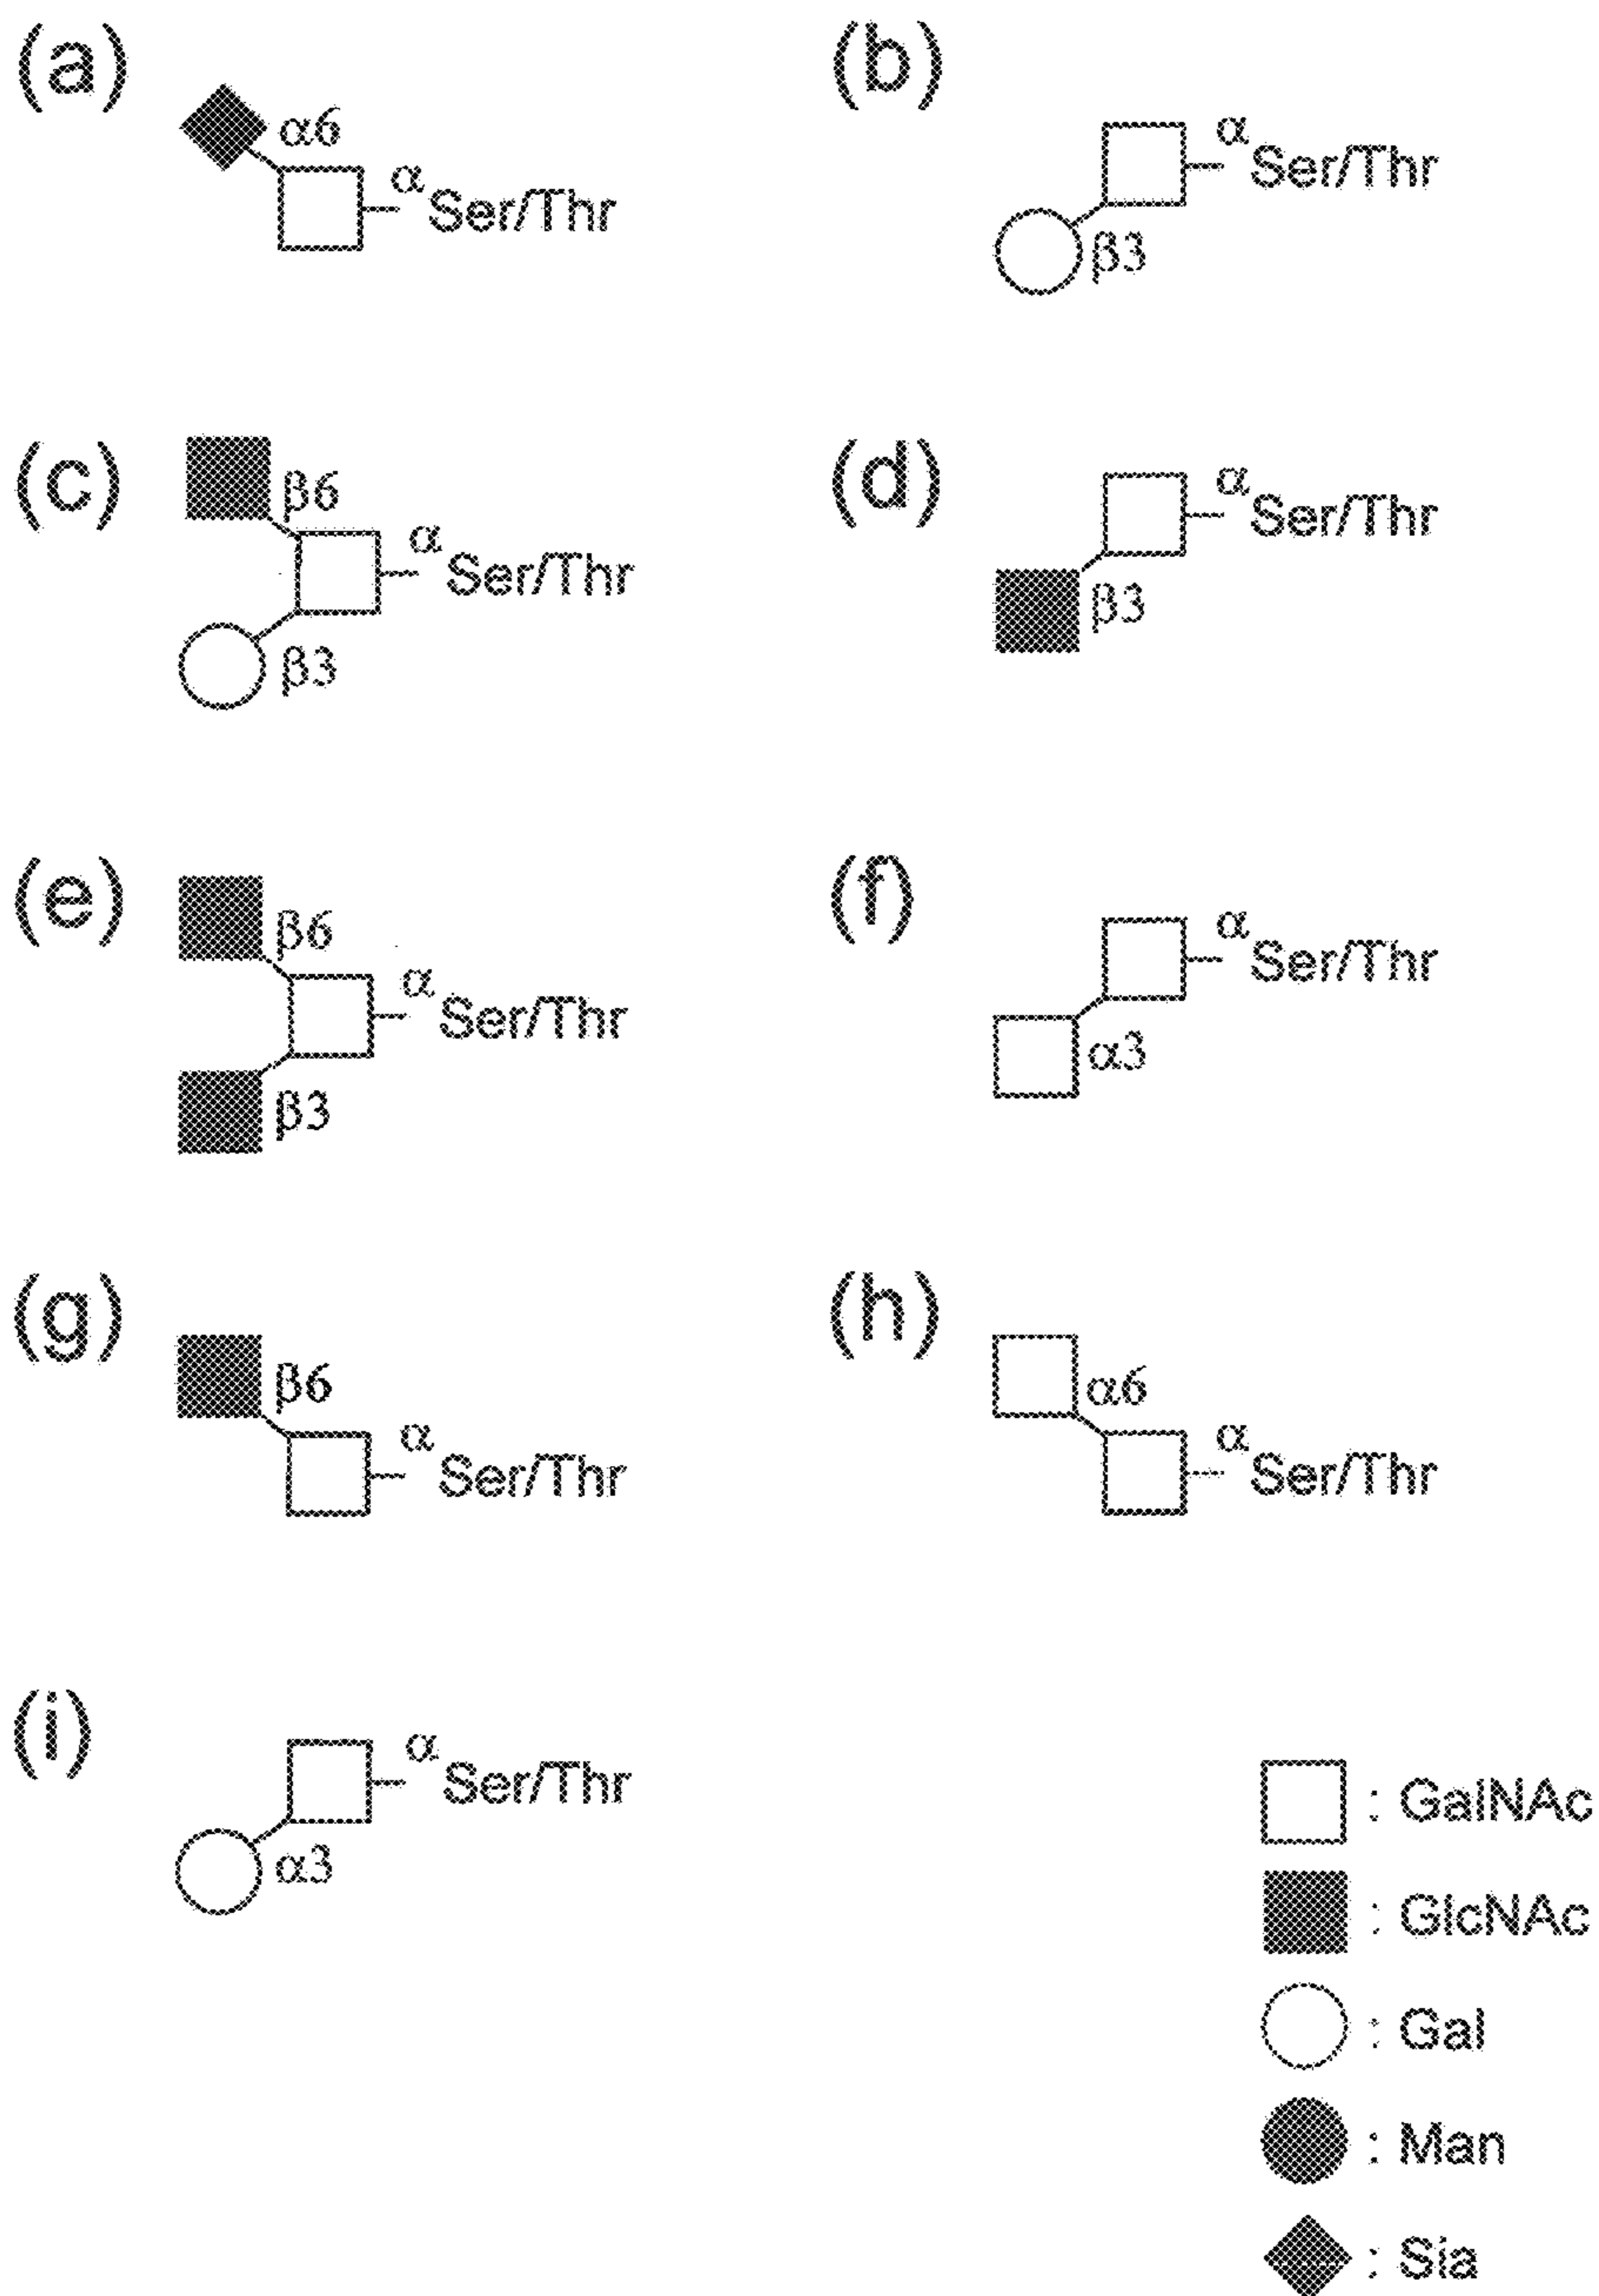 (a)
α6
α
Ser/Thr
(b)
α
Ser/Thr
β3
(c)
β6
α
Ser/Thr
β3
(d)
α
Ser/Thr
β3
(e)
β6
α
Ser/Thr
β3
(f)
α
Ser/Thr
α3
(g)
β6
α
Ser/Thr
(h)
α6
α
Ser/Thr
(i)
α
Ser/Thr
α3
: GalNAc
: GlcNAc
: Gal
: Man
: Sia